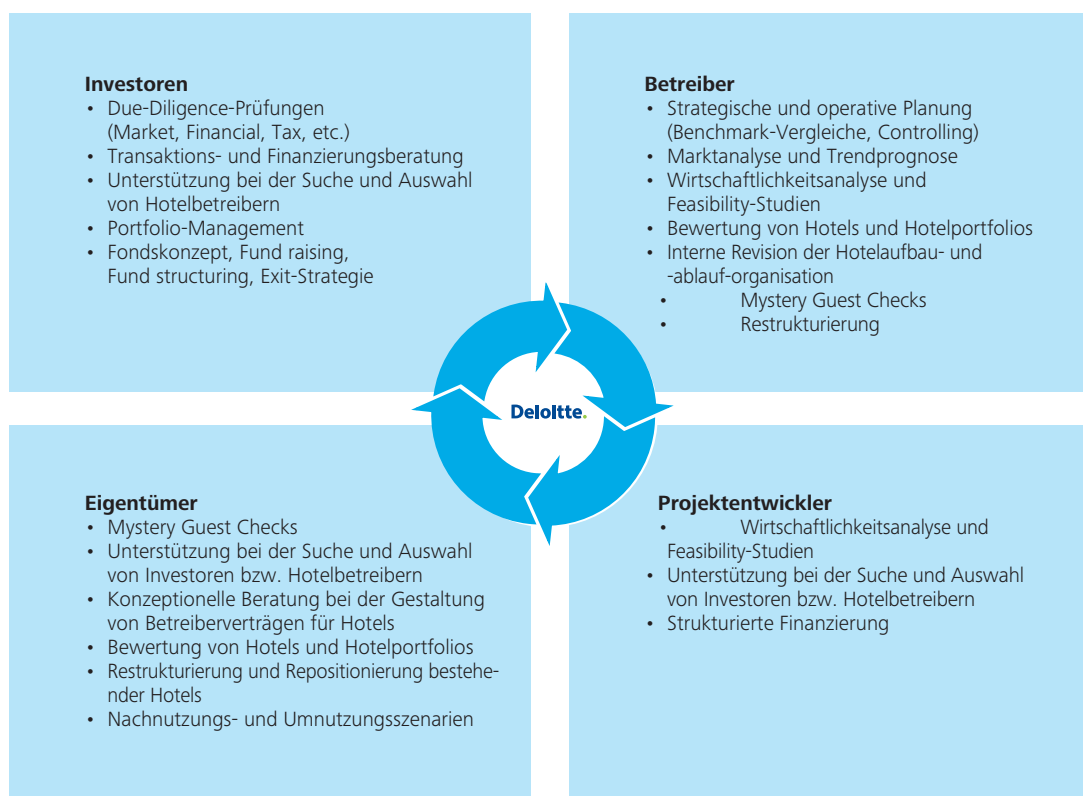 Investoren
• Due-Diligence-Prüfungen
(Market, Financial, Tax, etc.)
• Transaktions- und Finanzierungsberatung
• Unterstützung bei der Suche und Auswahl
von Hotelbetreibern
• Portfolio-Management
• Fondskonzept, Fund raising,
Fund structuring, Exit-Strategie
Betreiber
• Strategische und operative Planung
(Benchmark-Vergleiche, Controlling)
• Marktanalyse und Trendprognose
• Wirtschaftlichkeitsanalyse und
Feasibility-Studien
• Bewertung von Hotels und Hotelportfolios
• Interne Revision der Hotelaufbau- und
-ablauf-organisation
• Mystery Guest Checks
• Restrukturierung
Deloitte.
Eigentümer
• Mystery Guest Checks
• Unterstützung bei der Suche und Auswahl
von Investoren bzw. Hotelbetreibern
• Konzeptionelle Beratung bei der Gestaltung
von Betreiberverträgen für Hotels
• Bewertung von Hotels und Hotelportfolios
• Restrukturierung und Repositionierung bestehe-
nder Hotels
• Nachnutzungs- und Umnutzungsszenarien
Projektentwickler
• Wirtschaftlichkeitsanalyse und
Feasibility-Studien
• Unterstützung bei der Suche und Auswahl
von Investoren bzw. Hotelbetreibern
• Strukturierte Finanzierung